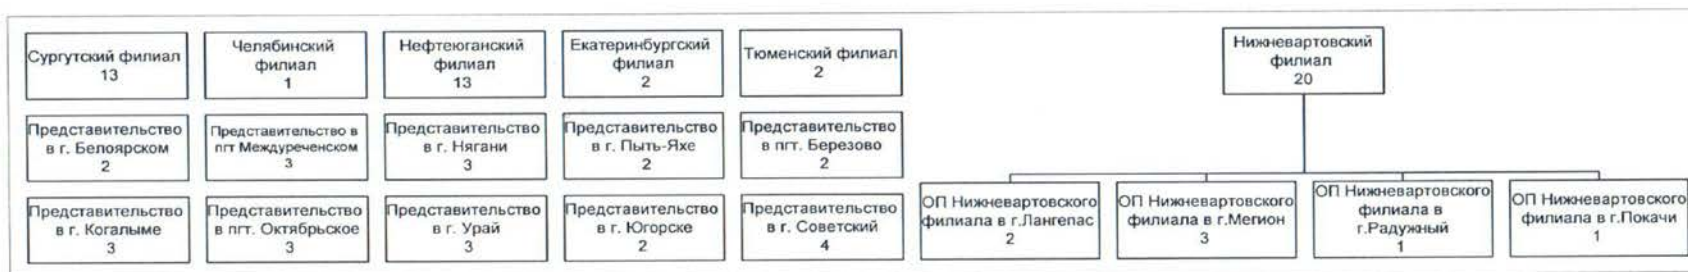 Сургутский филиал
13
Челябинский
филиал
1
Нефтеюганский
филиал
13
Екатеринбургский
филиал
2
Тюменский филиал
2
Нижневартовский
филиал
20
Представительство
в г. Белоярском
2
Представительство в
пгт Междуреченском
3
Представительство
в г. Нягани
3
Представительство
в г. Пыть-Яхе
2
Представительство
в пгт. Березово
2
Представительство
в г. Когалыме
3
Представительство
в пгт. Октябрьское
3
Представительство
в г. Урай
3
Представительство
в г. Югорске
2
Представительство
в г. Советский
4
ОП Нижневартовского
филиала в г.Лангепас
2
ОП Нижневартовского
филиала в г.Мегион
3
ОП Нижневартовского
филиала в
г.Радужный
1
ОП Нижневартовского
филиала в г.Покачи
1